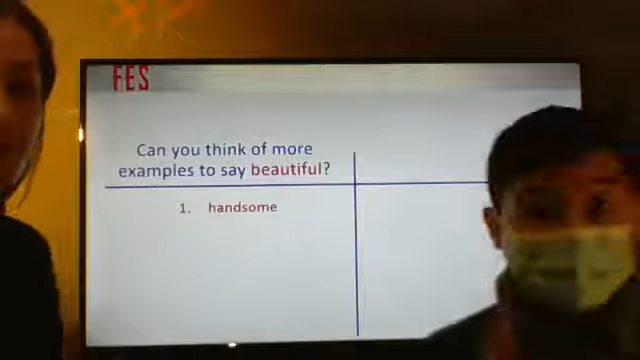 FES
Can you think of more
examples to say beautiful?
1. handsome